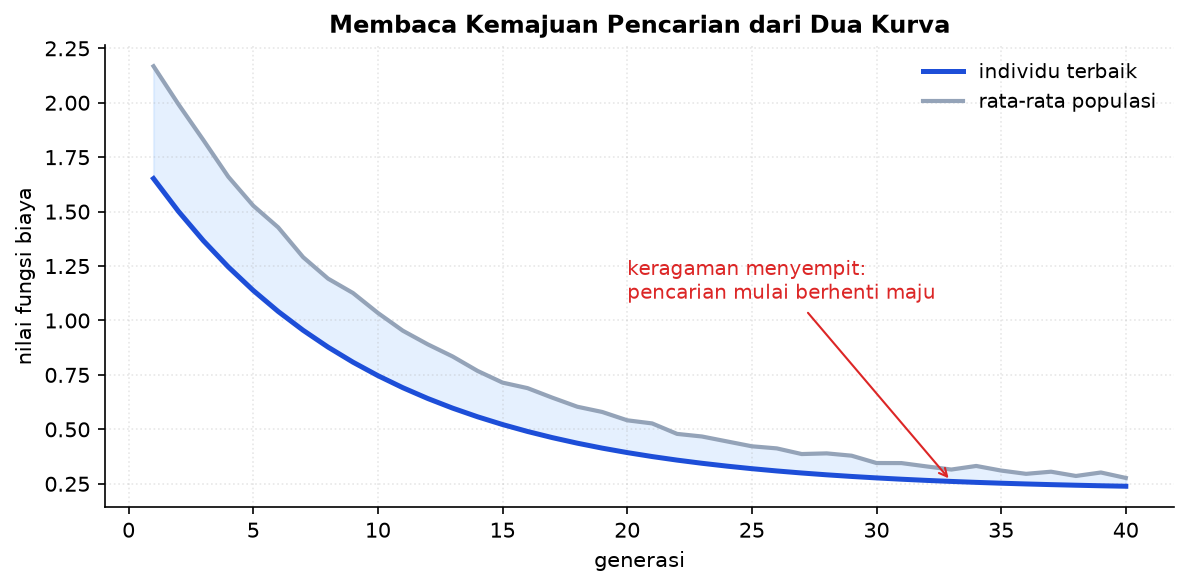 Membaca Kemajuan Pencarian dari Dua Kurva
individu terbaik
rata-rata populasi
nilai fungsi biaya
2.25
2.00
1.75
1.50
1.25
1.00
0.75
0.50
0.25
keragaman menyempit:
pencarian mulai berhenti maju
0 5 10 15 20 25 30 35 40
generasi